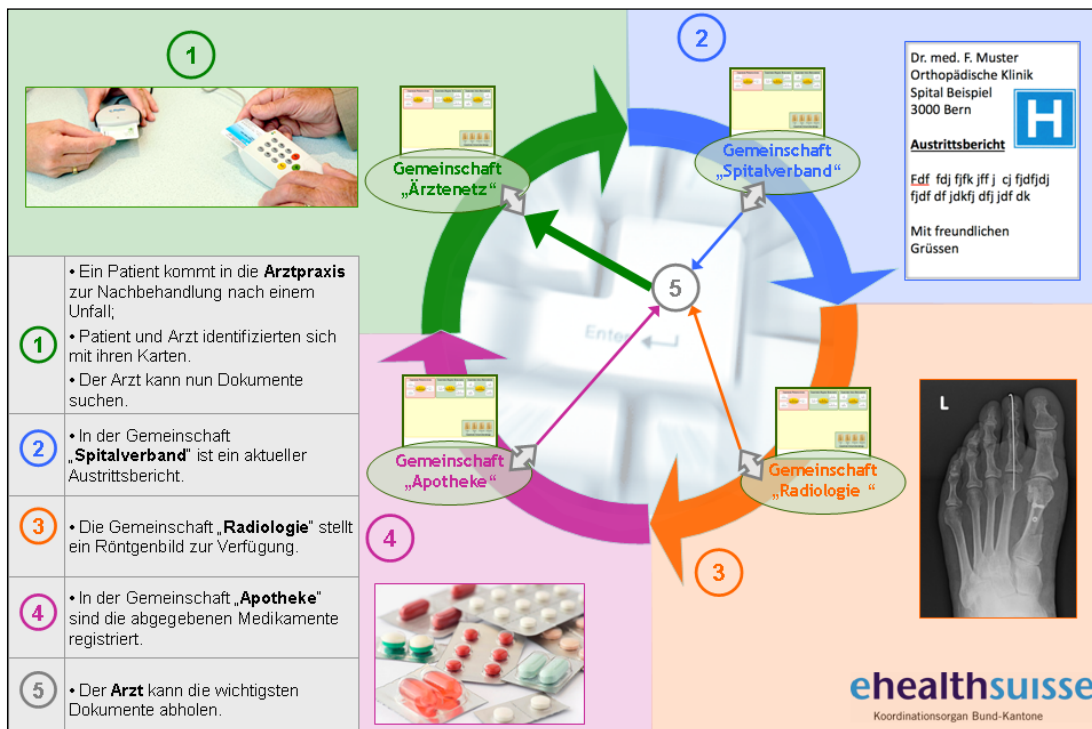 1
2
Dr. med. F. Muster
Orthopädische Klinik
Spital Beispiel
3000 Bern
H
Austrittsbericht
Fdf fdj fjfk jff j cj fjdfjdj
fjdf df jdkfj dfj jdf dk
Mit freundlichen
Grüssen
Gemeinschaft
„Ärztenetz“
Gemeinschaft
„Spitalverband“
5
Enter
Gemeinschaft
„Apotheke“
Gemeinschaft
„Radiologie “
L
4
3
1
• Ein Patient kommt in die Arztpraxis
zur Nachbehandlung nach einem
Unfall;
• Patient und Arzt identifizierten sich
mit ihren Karten.
• Der Arzt kann nun Dokumente
suchen.
2
• In der Gemeinschaft
„Spitalverband“ ist ein aktueller
Austrittsbericht.
3
• Die Gemeinschaft „Radiologie“ stellt
ein Röntgenbild zur Verfügung.
4
• In der Gemeinschaft „Apotheke“
sind die abgegebenen Medikamente
registriert.
5
• Der Arzt kann die wichtigsten
Dokumente abholen.
ehealthsuisse
Koordinationsorgan Bund-Kantone